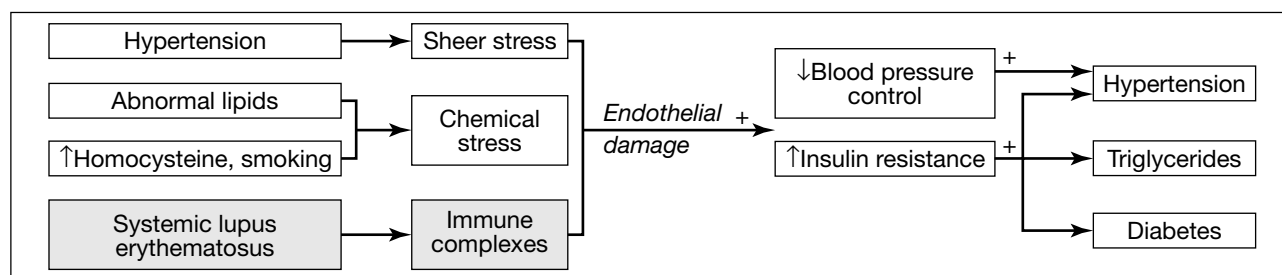 Hypertension
Sheer stress
Abnormal lipids
↑Homocysteine, smoking
Chemical
stress
Systemic lupus
erythematosus
Immune
complexes
Endothelial
damage
+
↓Blood pressure
control
+
Hypertension
↑Insulin resistance
+
Triglycerides
Diabetes